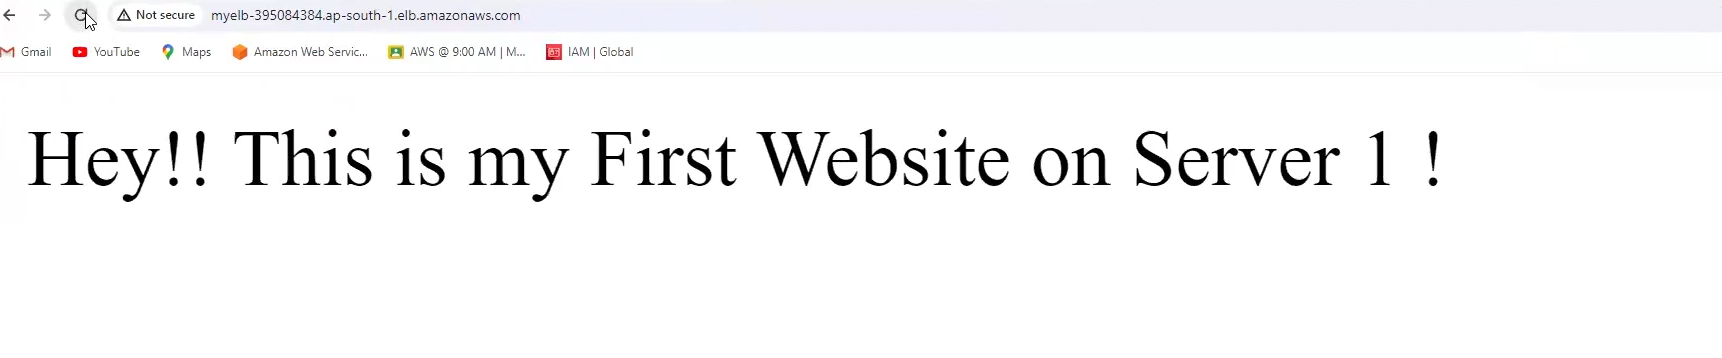 Not secure myelb-395084384.ap-south-1.elb.amazonaws.com
Gmail YouTube Maps Amazon Web Servic... AWS @ 9:00 AM | M... IAM | Global
Hey!! This is my First Website on Server 1 !